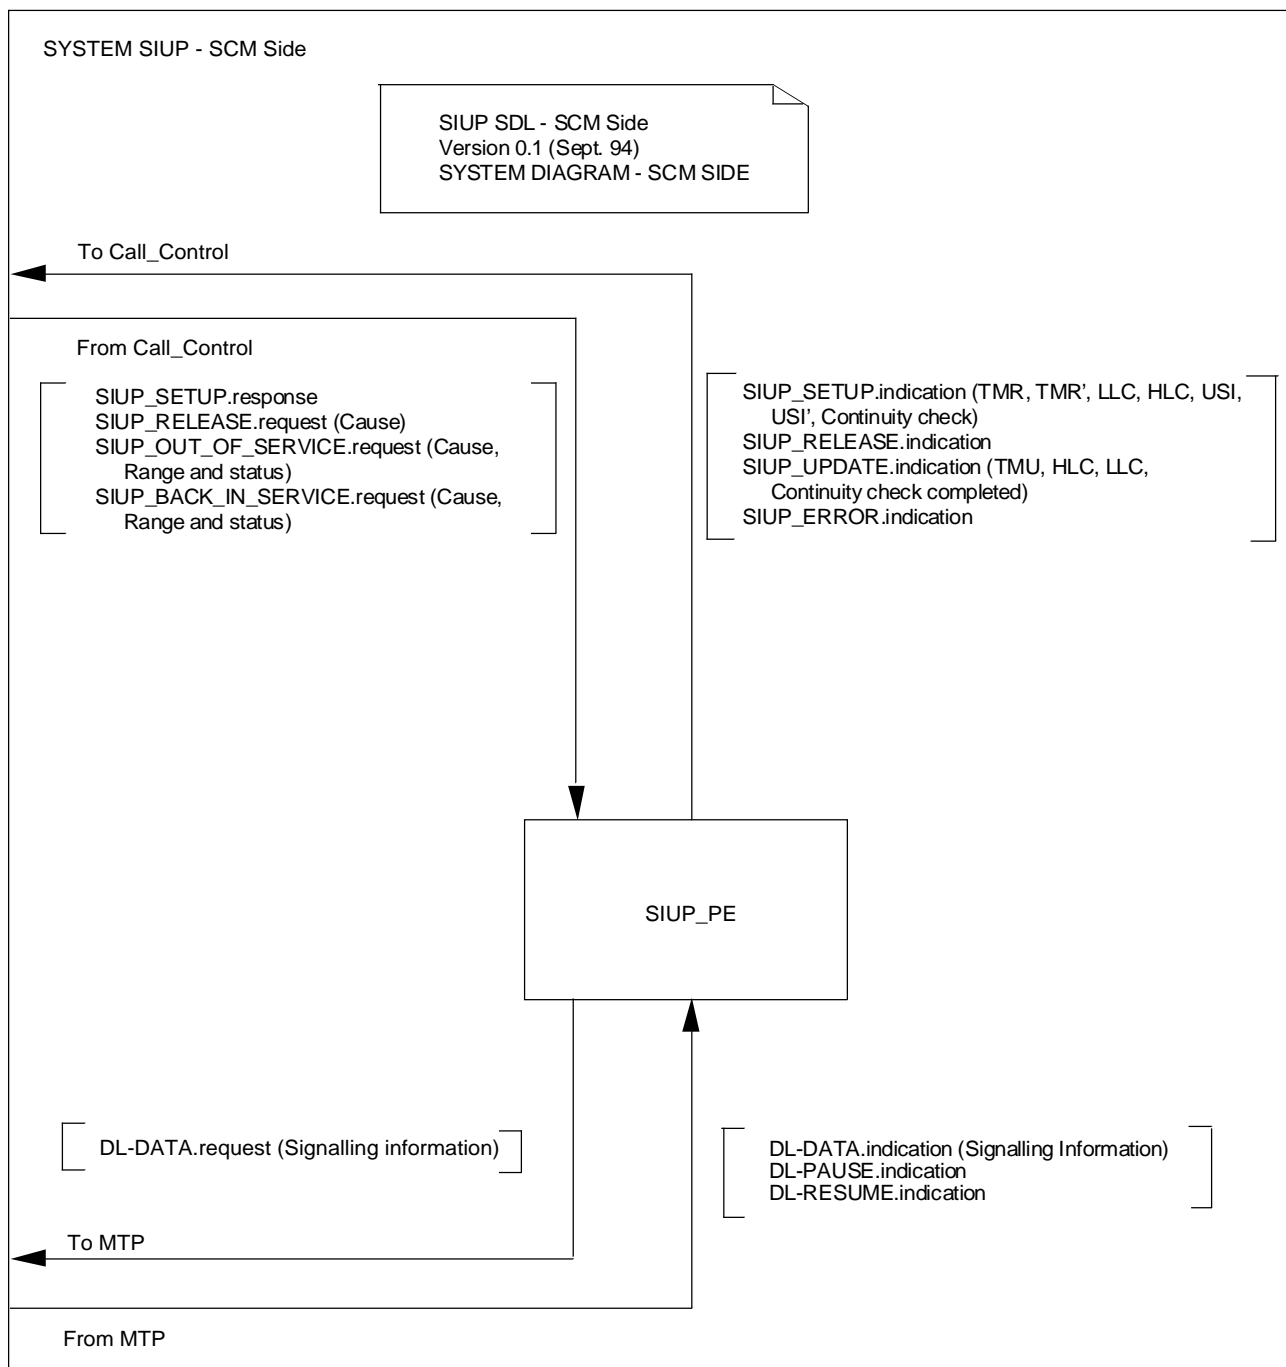 SYSTEM SIUP - SCM Side
SIUP SDL - SCM Side
Version 0.1 (Sept. 94)
SYSTEM DIAGRAM - SCM SIDE
To Call_Control
From Call_Control
SIUP_SETUP.response
SIUP_RELEASE.request (Cause)
SIUP_OUT_OF_SERVICE.request (Cause,
Range and status)
SIUP_BACK_IN_SERVICE.request (Cause,
Range and status)
SIUP_SETUP.indication (TMR, TMR’, LLC, HLC, USI,
USI’, Continuity check)
SIUP_RELEASE.indication
SIUP_UPDATE.indication (TMU, HLC, LLC,
Continuity check completed)
SIUP_ERROR.indication
SIUP_PE
DL-DATA.request (Signalling information)
DL-DATA.indication (Signalling Information)
DL-PAUSE.indication
DL-RESUME.indication
To MTP
From MTP